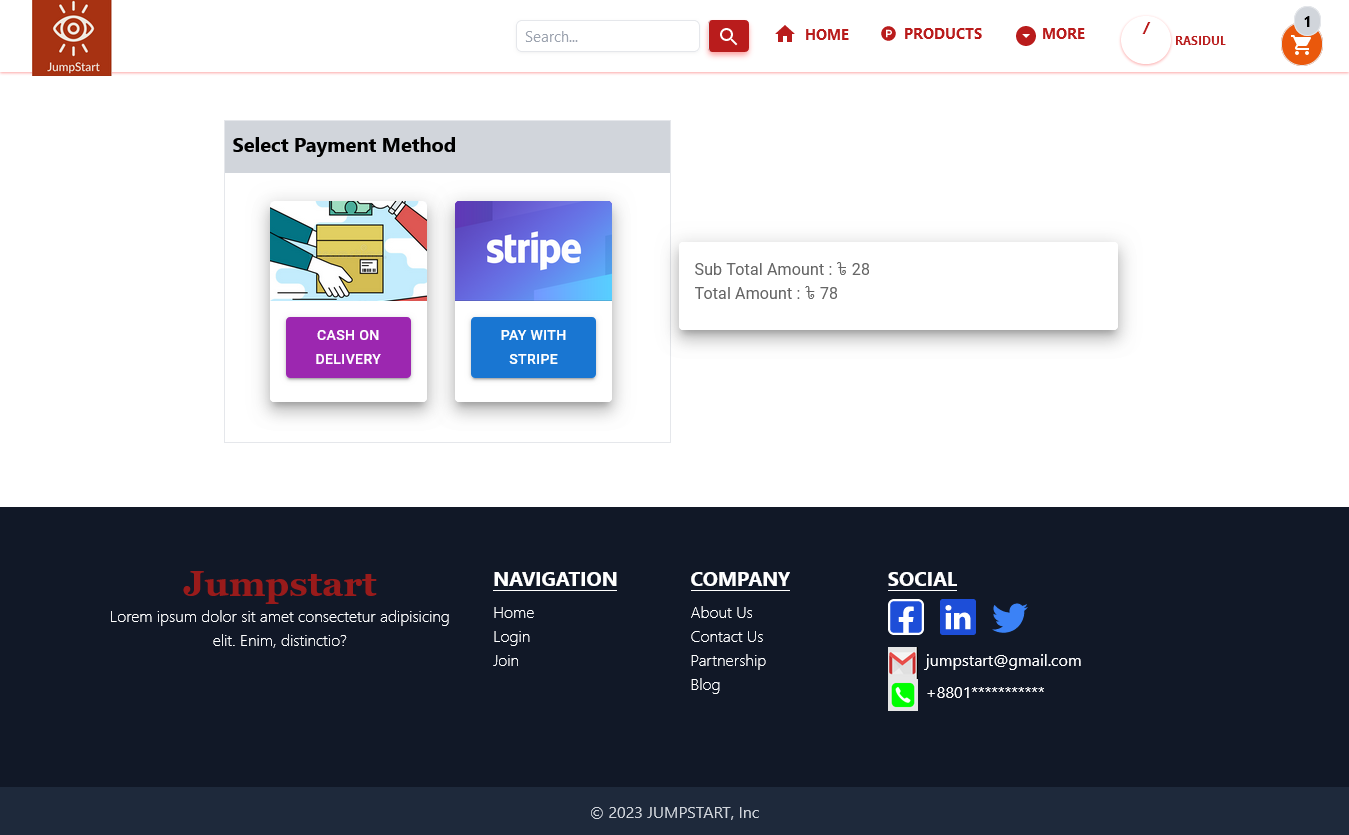 JumpStart
Search...
HOME
PRODUCTS
MORE
/
RASIDUL
1
Select Payment Method
stripe
CASH ON
DELIVERY
PAY WITH
STRIPE
Sub Total Amount : ৳ 28
Total Amount : ৳ 78
Jumpstart
Lorem ipsum dolor sit amet consectetur adipisicing
elit. Enim, distinctio?
NAVIGATION
Home
Login
Join
COMPANY
About Us
Contact Us
Partnership
Blog
SOCIAL
jumpstart@gmail.com
+8801***********
© 2023 JUMPSTART, Inc